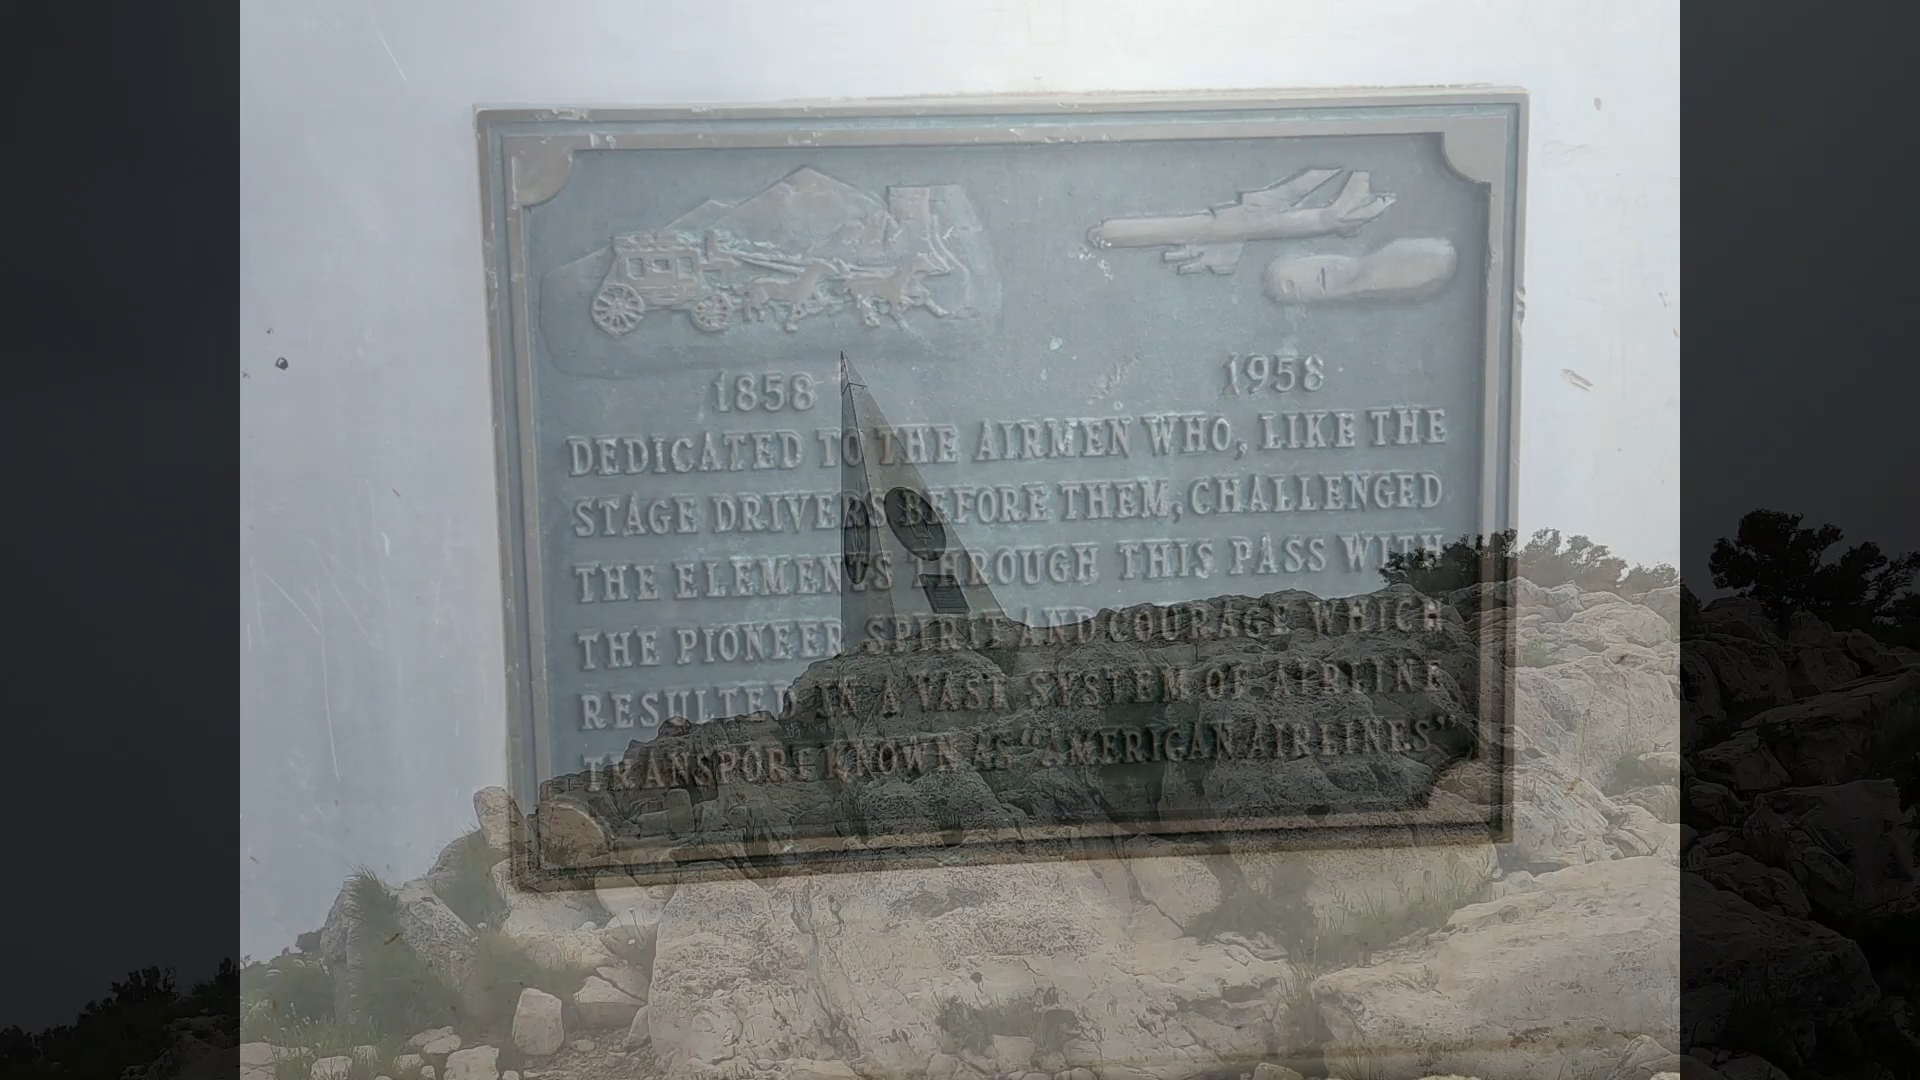 1858 1958
DEDICATED TO THE AIRMEN WHO, LIKE THE
STAGE DRIVERS BEFORE THEM, CHALLENGED
THE ELEMENTS THROUGH THIS PASS WITH
THE PIONEER SPIRIT AND COURAGE WHICH
RESULTED IN A VAST SYSTEM OF AIRLINE
TRANSPORT KNOWN AS "AMERICAN AIRLINES"